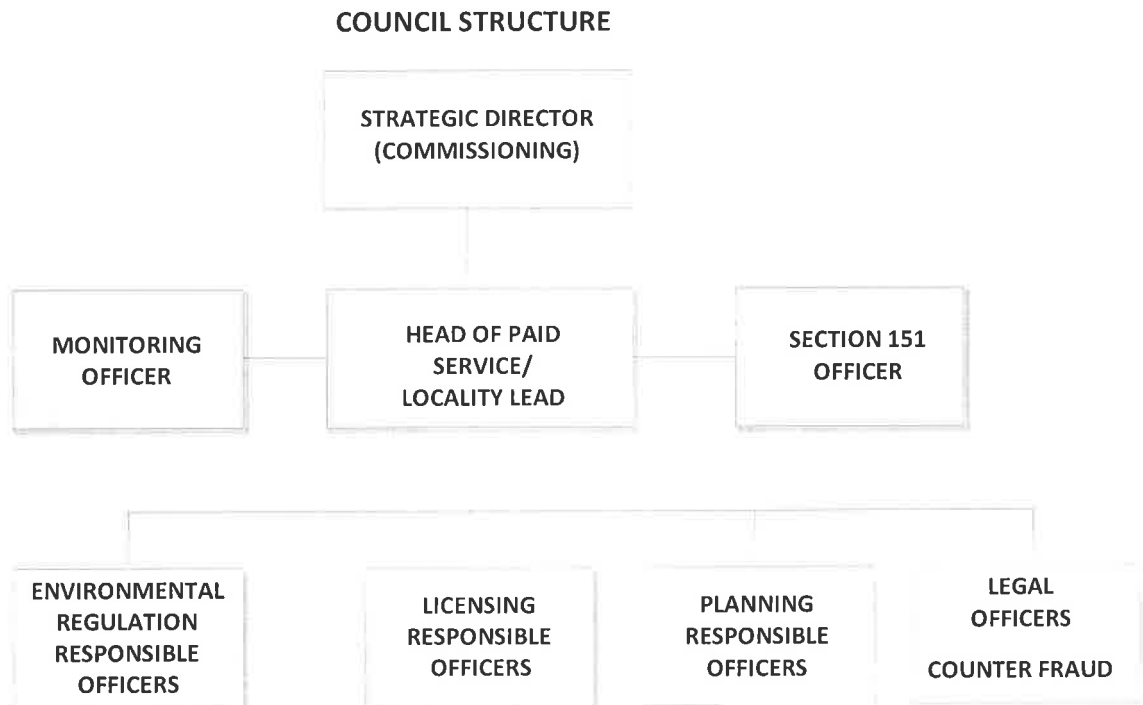 COUNCIL STRUCTURE
STRATEGIC DIRECTOR
(COMMISSIONING)
MONITORING
OFFICER
HEAD OF PAID
SERVICE/
LOCALITY LEAD
SECTION 151
OFFICER
ENVIRONMENTAL
REGULATION
RESPONSIBLE
OFFICERS
LICENSING
RESPONSIBLE
OFFICERS
PLANNING
RESPONSIBLE
OFFICERS
LEGAL
OFFICERS
COUNTER FRAUD